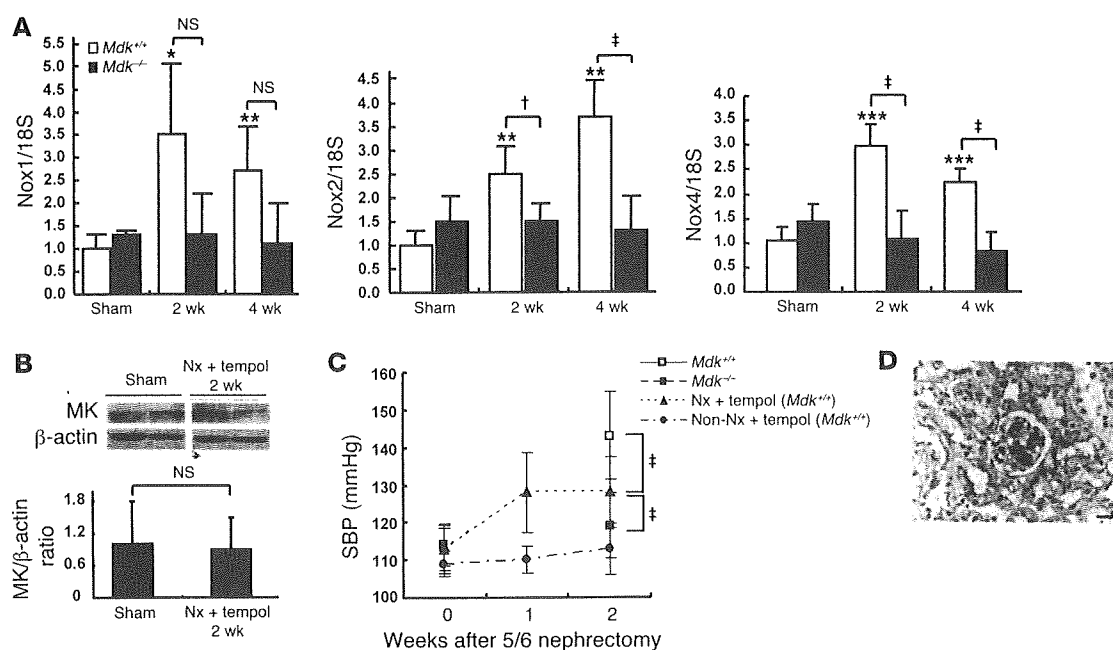 A
Nox1/18S
5.5
5.0
4.5
4.0
3.5
3.0
2.5
2.0
1.5
1.0
0.5
0.0
Mdk+/+
Mdk−/−
*
NS
**
NS
Sham
2 wk
4 wk
Nox2/18S
4.5
4.0
3.5
3.0
2.5
2.0
1.5
1.0
0.5
0.0
**
†
**
‡
Sham
2 wk
4 wk
Nox4/18S
4.0
3.5
3.0
2.5
2.0
1.5
1.0
0.5
0.0
***
‡
***
‡
Sham
2 wk
4 wk
B
Sham
Nx + tempol
2 wk
MK
β-actin
NS
MK/β-actin
ratio
1.8
1.2
0.6
0
Sham
Nx + tempol
2 wk
C
Mdk+/+
Mdk−/−
Nx + tempol (Mdk+/+)
Non-Nx + tempol (Mdk+/+)
SBP (mmHg)
160
150
140
130
120
110
100
‡
‡
0
1
2
Weeks after 5/6 nephrectomy
D